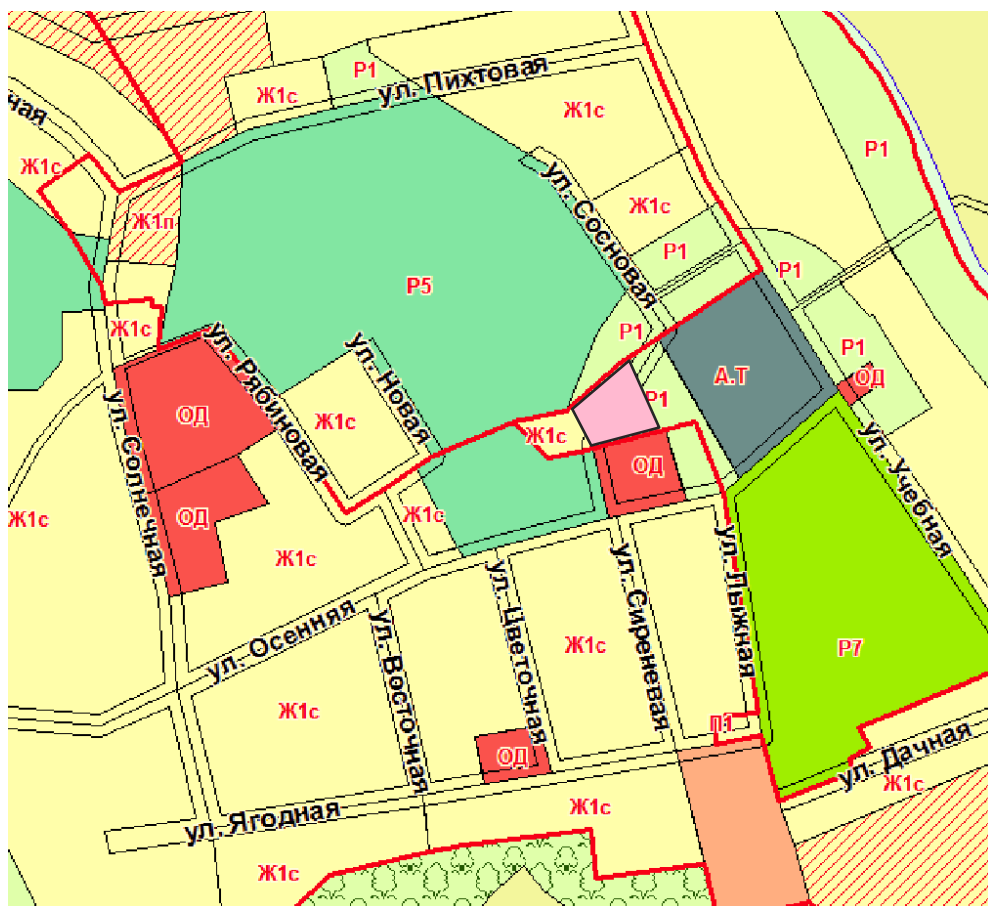 Р1
ул. Пихтовая
Ж1с
Ж1с
ная
Ж1с
Р1
Ж1п
ул. Сосновая
Ж1с
Р1
Р1
Р5
Ж1с
Р1
Р1
ул. Рябиновая
ул. Новая
А.Т
ОД
Р1
ОД
Ж1с
Ж1с
ул. Солнечная
ОД
ул. Учебная
Ж1с
ОД
Ж1с
Ж1с
ул. Лыжная
ул. Сиреневая
ул. Цветочная
ул. Осенняя
ул. Восточная
Ж1с
Р7
Ж1с
П1
ОД
ул. Дачная
Ж1с
ул. Ягодная
Ж1с
Ж1с